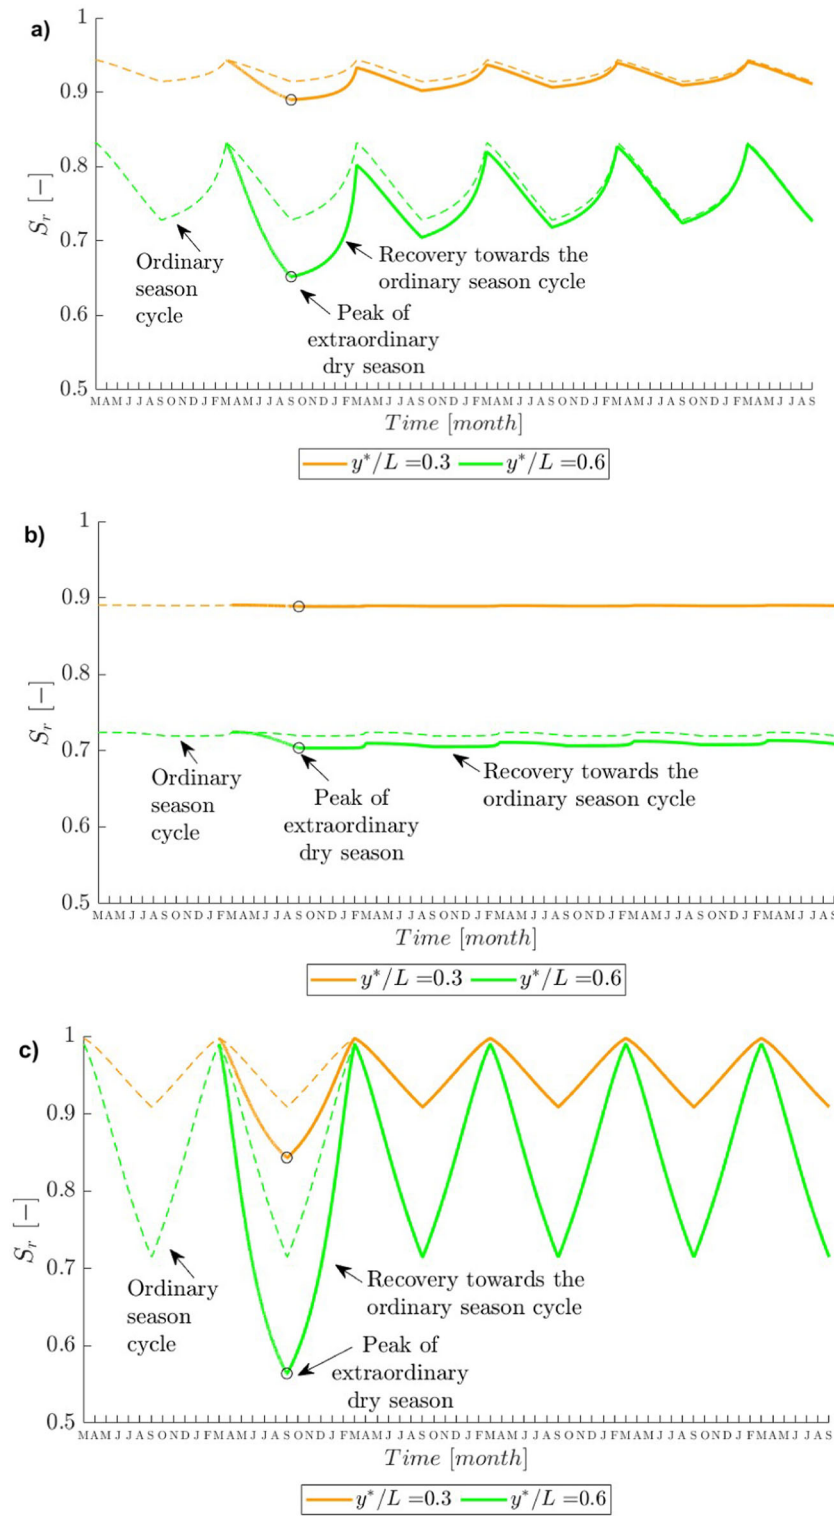 a)
1
0.9
0.8
0.7
0.6
0.5
S_r [−]
Ordinary
season
cycle
Recovery towards the
ordinary season cycle
Peak of
extraordinary
dry season
M A M J J A S O N D J F M A M J J A S O N D J F M A M J J A S O N D J F M A M J J A S O N D J F M A M J J A S O N D J F M A M J J A S
Time [month]
y*/L =0.3 y*/L =0.6
b)
1
0.9
0.8
0.7
0.6
0.5
S_r [−]
Ordinary
season
cycle
Peak of
extraordinary
dry season
Recovery towards the
ordinary season cycle
M A M J J A S O N D J F M A M J J A S O N D J F M A M J J A S O N D J F M A M J J A S O N D J F M A M J J A S O N D J F M A M J J A S
Time [month]
y*/L =0.3 y*/L =0.6
c)
1
0.9
0.8
0.7
0.6
0.5
S_r [−]
Ordinary
season
cycle
Recovery towards the
ordinary season cycle
Peak of
extraordinary
dry season
M A M J J A S O N D J F M A M J J A S O N D J F M A M J J A S O N D J F M A M J J A S O N D J F M A M J J A S O N D J F M A M J J A S
Time [month]
y*/L =0.3 y*/L =0.6